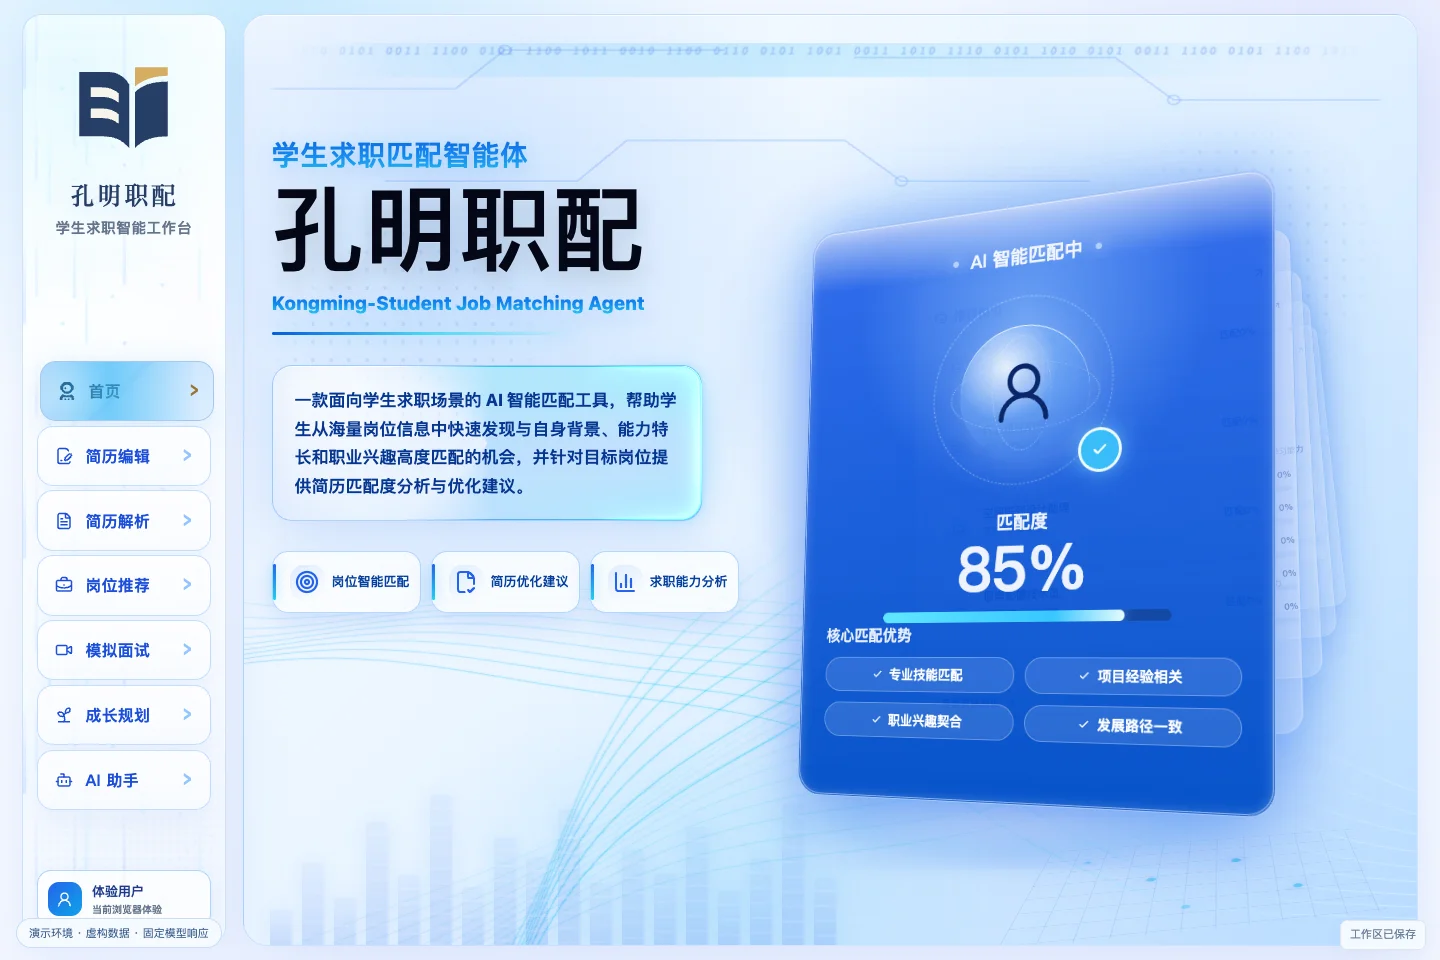 孔明职配
学生求职智能工作台
首页
简历编辑
简历解析
岗位推荐
模拟面试
成长规划
AI 助手
体验用户
当前浏览器体验
演示环境 · 虚构数据 · 固定模型响应
学生求职匹配智能体
孔明职配
Kongming-Student Job Matching Agent
一款面向学生求职场景的 AI 智能匹配工具，帮助学
生从海量岗位信息中快速发现与自身背景、能力特
长和职业兴趣高度匹配的机会，并针对目标岗位提
供简历匹配度分析与优化建议。
岗位智能匹配
简历优化建议
求职能力分析
AI 智能匹配中
匹配度
85%
核心匹配优势
✓ 专业技能匹配
✓ 项目经验相关
✓ 职业兴趣契合
✓ 发展路径一致
0%
0%
0%
0%
0%
工作区已保存